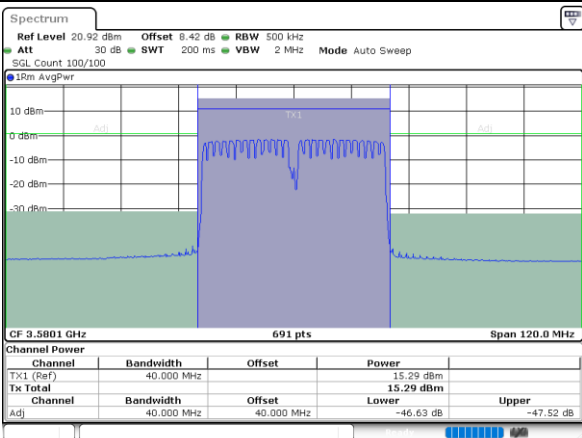 Spectrum
Ref Level 20.92 dBm Offset 8.42 dB RBW 500 kHz
Att 30 dB SWT 200 ms VBW 2 MHz Mode Auto Sweep
SGL Count 100/100
1Rm AvgPwr
10 dBm
TX1
0 dBm
Adj
Adj
-10 dBm
-20 dBm
-30 dBm
CF 3.5801 GHz 691 pts Span 120.0 MHz
Channel Power
Channel Bandwidth Offset Power
TX1 (Ref) 40.000 MHz 15.29 dBm
Tx Total 15.29 dBm
Channel Bandwidth Offset Lower Upper
Adj 40.000 MHz 40.000 MHz -46.63 dB -47.52 dB
Ready